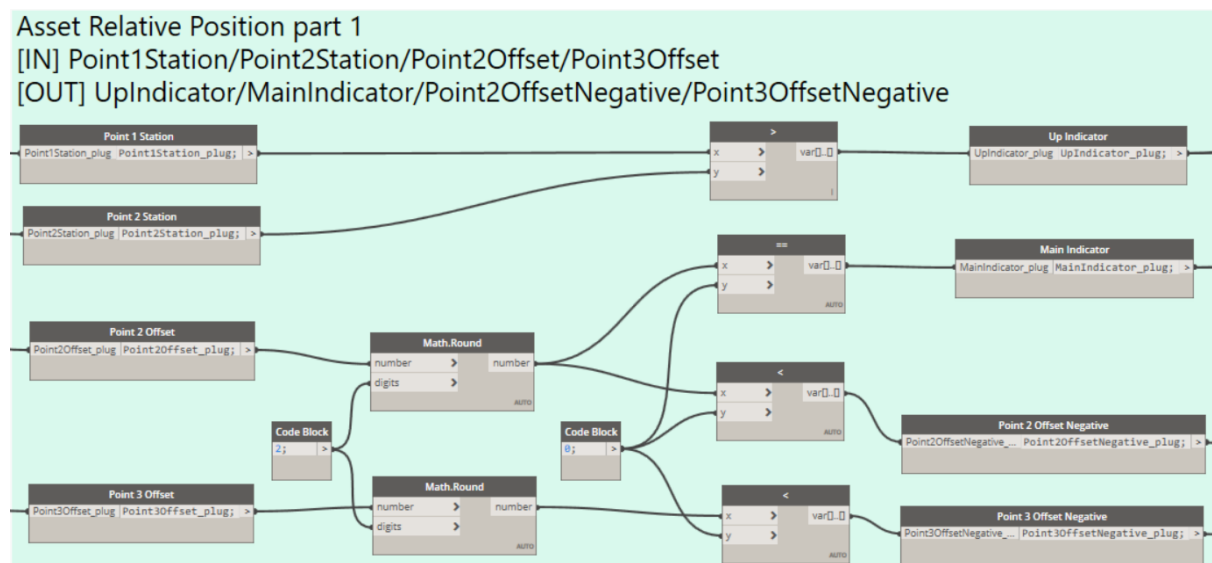 Asset Relative Position part 1
[IN] Point1Station/Point2Station/Point2Offset/Point3Offset
[OUT] UpIndicator/MainIndicator/Point2OffsetNegative/Point3OffsetNegative
Point 1 Station
Point1Station_plug Point1Station_plug; >
>
x > var[]..[]
y >
l
Up Indicator
UpIndicator_plug UpIndicator_plug; >
Point 2 Station
Point2Station_plug Point2Station_plug; >
==
x > var[]..[]
y >
AUTO
Main Indicator
MainIndicator_plug MainIndicator_plug; >
Point 2 Offset
Point2Offset_plug Point2Offset_plug; >
Math.Round
number > number
digits >
AUTO
<
x > var[]..[]
y >
AUTO
Code Block
2; >
Code Block
0; >
Point 2 Offset Negative
Point2OffsetNegative_... Point2OffsetNegative_plug; >
Point 3 Offset
Point3Offset_plug Point3Offset_plug; >
Math.Round
number > number
digits >
AUTO
<
x > var[]..[]
y >
AUTO
Point 3 Offset Negative
Point3OffsetNegative_... Point3OffsetNegative_plug; >